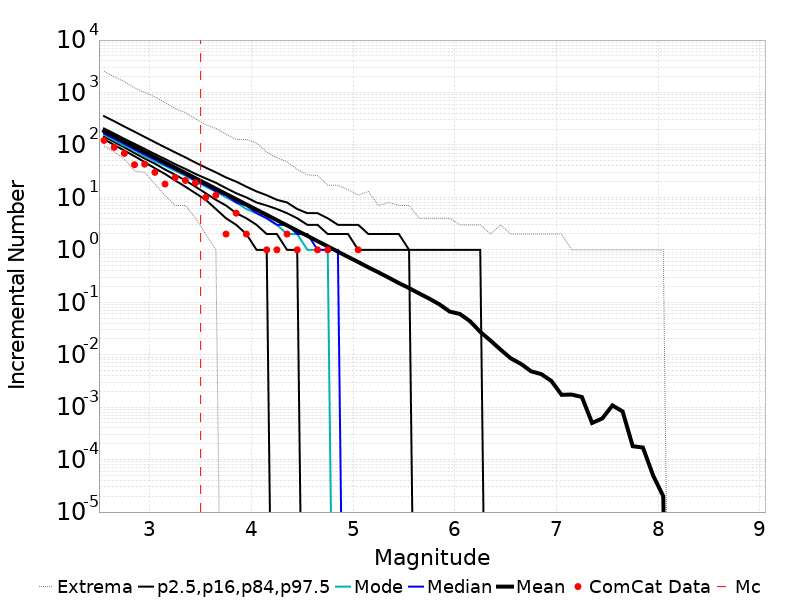 10^4
10^3
10^2
10^1
10^0
10^-1
10^-2
10^-3
10^-4
10^-5
Incremental Number
3 4 5 6 7 8 9
Magnitude
Extrema p2.5,p16,p84,p97.5 Mode Median Mean ComCat Data Mc